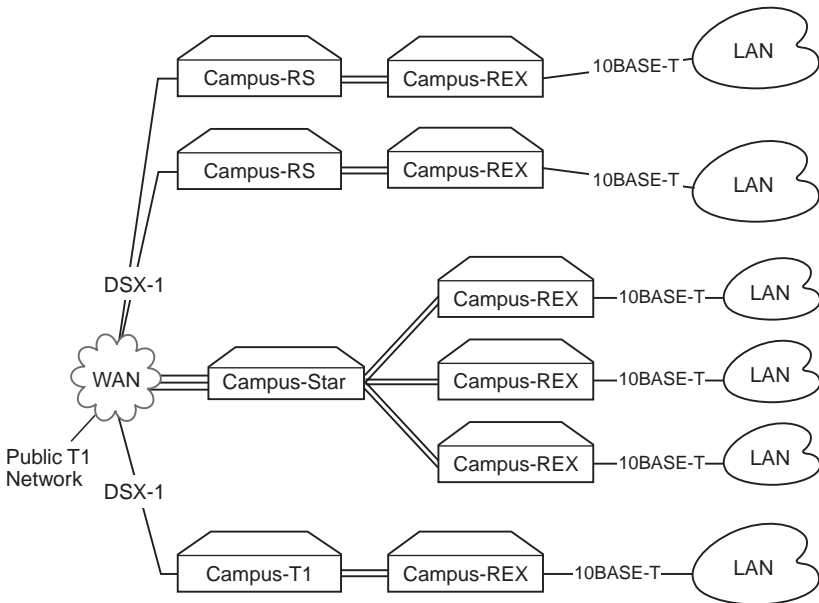 Campus-RS
Campus-REX
10BASE-T
LAN
Campus-RS
Campus-REX
10BASE-T
LAN
DSX-1
Campus-REX
10BASE-T
LAN
WAN
Campus-Star
Campus-REX
10BASE-T
LAN
Campus-REX
10BASE-T
LAN
Public T1
Network
DSX-1
Campus-T1
Campus-REX
10BASE-T
LAN